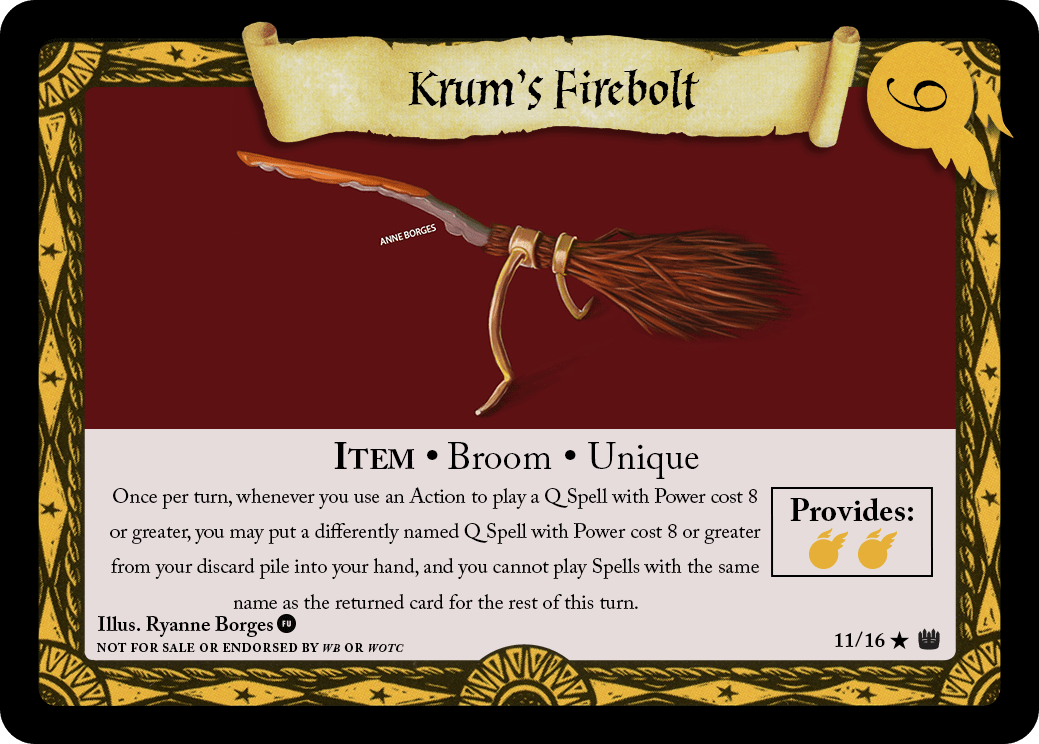 Krum's Firebolt
6
ANNE BORGES
ITEM • Broom • Unique
Once per turn, whenever you use an Action to play a Q Spell with Power cost 8
or greater, you may put a differently named Q Spell with Power cost 8 or greater
from your discard pile into your hand, and you cannot play Spells with the same
name as the returned card for the rest of this turn.
Provides:
Illus. Ryanne Borges FU
NOT FOR SALE OR ENDORSED BY WB OR WOTC
11/16 ★